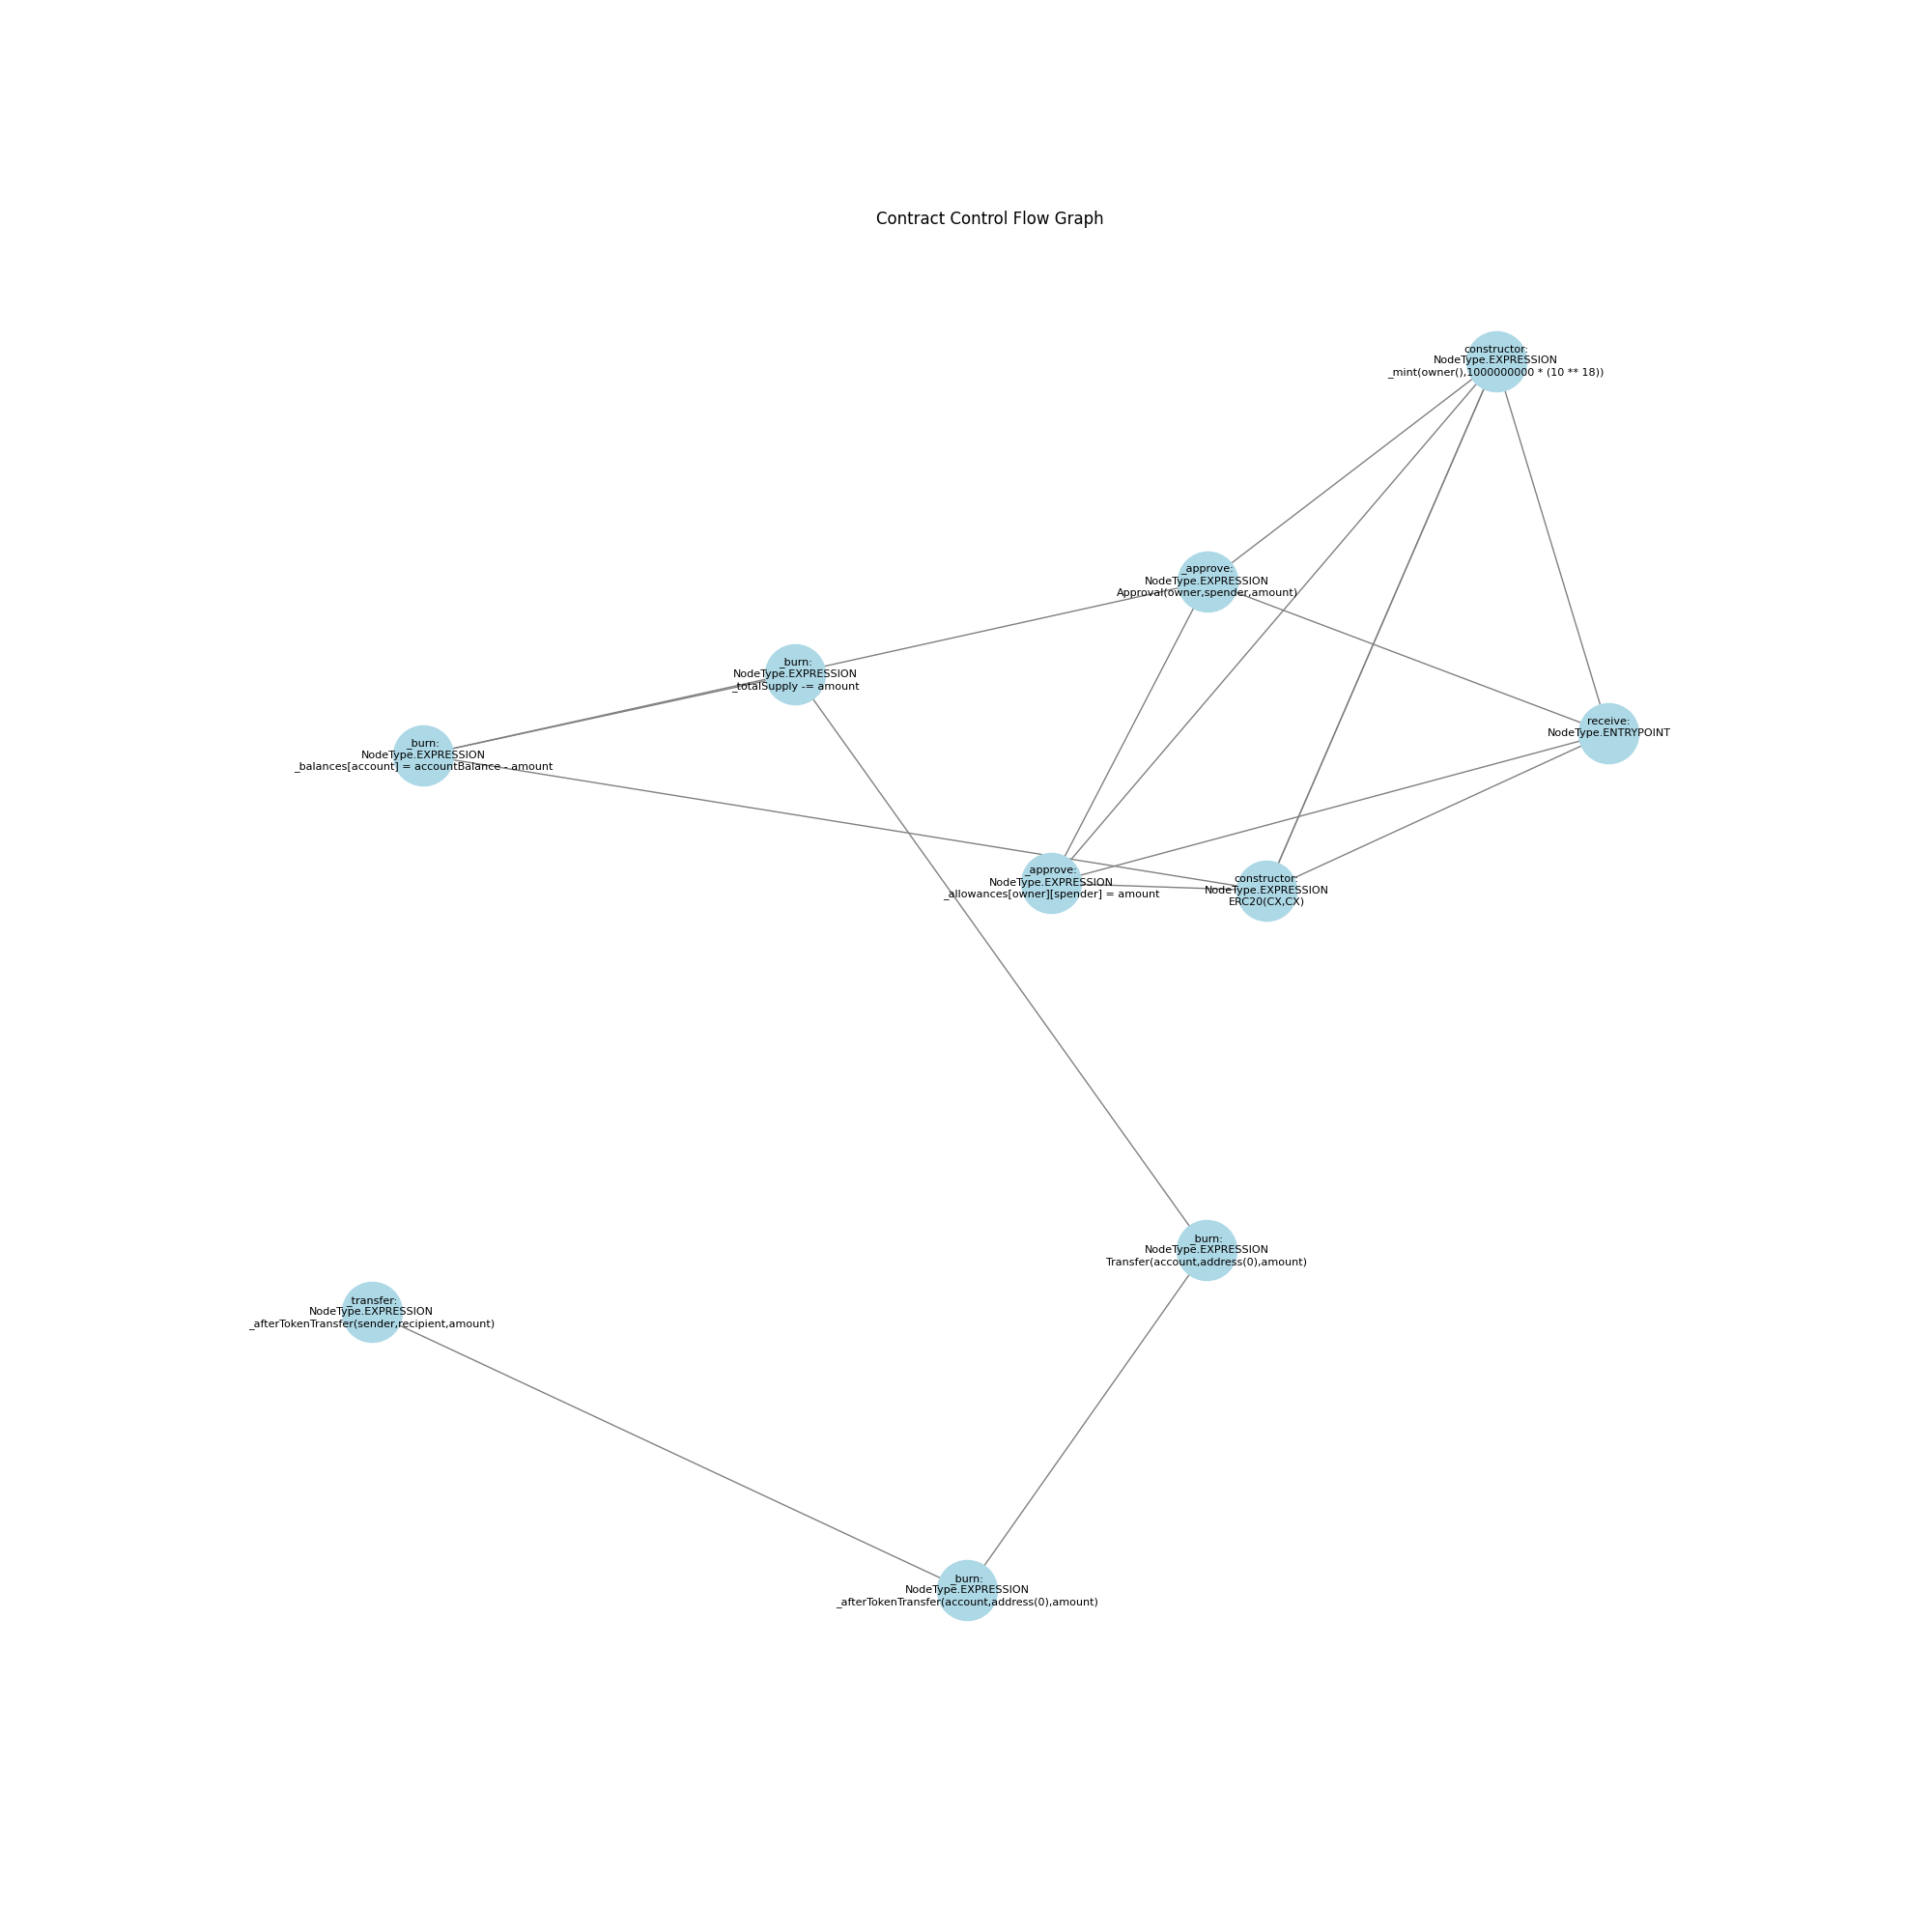 Contract Control Flow Graph
constructor:
NodeType.EXPRESSION
_mint(owner(),1000000000 * (10 ** 18))
_approve:
NodeType.EXPRESSION
Approval(owner,spender,amount)
_burn:
NodeType.EXPRESSION
_totalSupply -= amount
receive:
NodeType.ENTRYPOINT
_burn:
NodeType.EXPRESSION
_balances[account] = accountBalance - amount
_approve:
NodeType.EXPRESSION
_allowances[owner][spender] = amount
constructor:
NodeType.EXPRESSION
ERC20(CX,CX)
_burn:
NodeType.EXPRESSION
Transfer(account,address(0),amount)
_transfer:
NodeType.EXPRESSION
_afterTokenTransfer(sender,recipient,amount)
_burn:
NodeType.EXPRESSION
_afterTokenTransfer(account,address(0),amount)